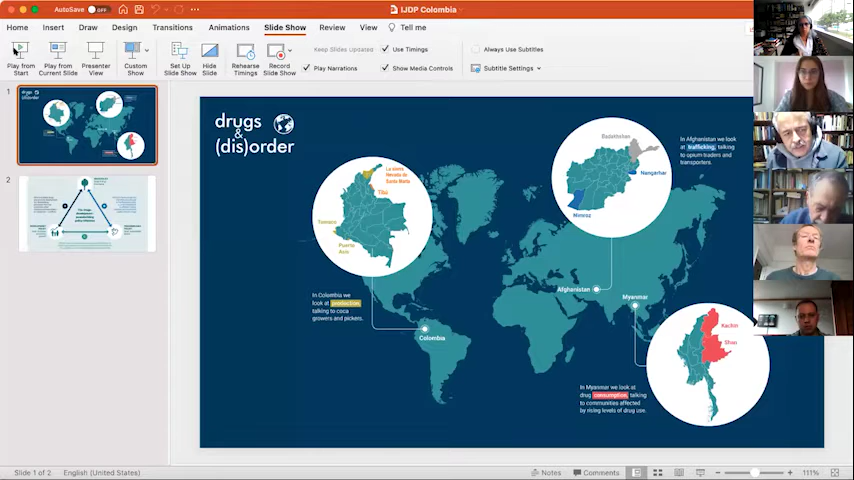 AutoSave OFF
IJDP Colombia
Home Insert Draw Design Transitions Animations Slide Show Review View Tell me
Play from Start
Play from Current Slide
Presenter View
Custom Show
Set Up Slide Show
Hide Slide
Rehearse Timings
Record Slide Show
Keep Slides Updated
Use Timings
Play Narrations
Show Media Controls
Always Use Subtitles
Subtitle Settings
1
2
drugs
&
(dis)order
La sierra
Nevada de
Santa Marta
Tibú
Tumaco
Puerto
Asís
In Colombia we
look at production,
talking to coca
growers and pickers.
Colombia
Badakhshan
Nangarhar
Nimroz
In Afghanistan we look
at trafficking, talking
to opium traders and
transporters.
Afghanistan
Myanmar
Kachin
Shan
In Myanmar we look at
drug consumption, talking
to communities affected
by rising levels of drug use.
Slide 1 of 2
English (United States)
Notes
Comments
111%